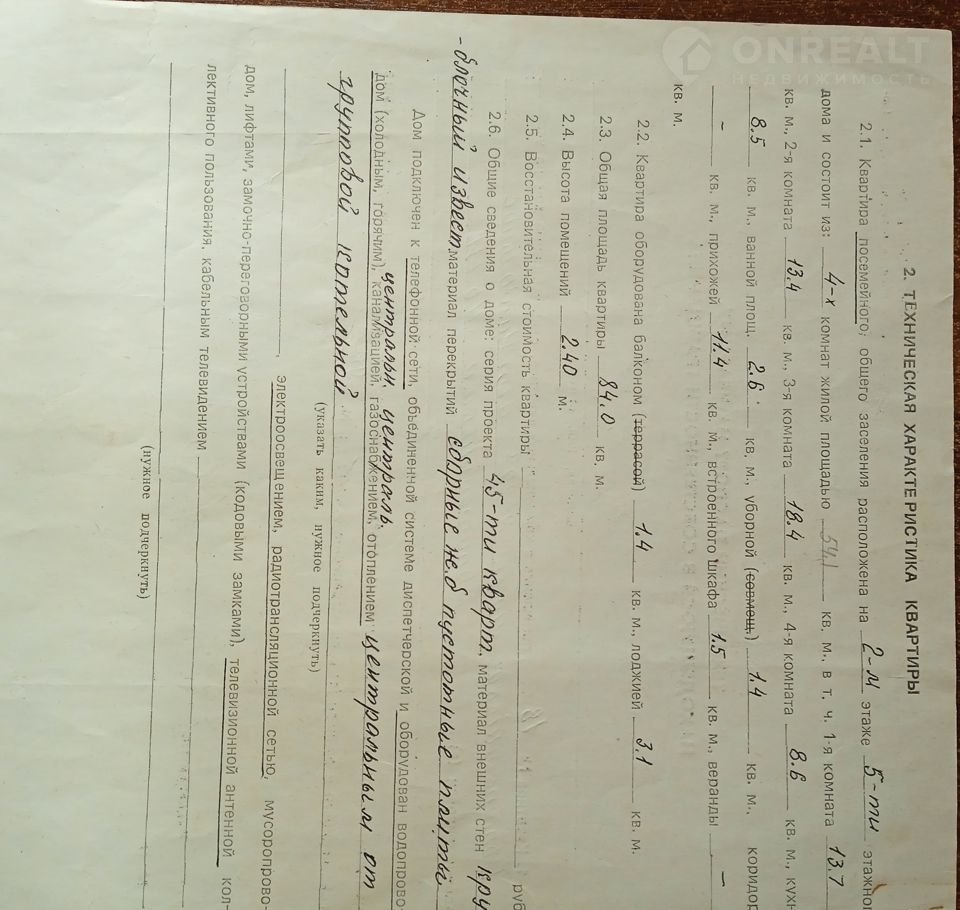 ONREALT
НЕДВИЖИМОСТЬ
2. ТЕХНИЧЕСКАЯ ХАРАКТЕРИСТИКА КВАРТИРЫ
2.1. Квартира посемейного, общего заселения расположена на 2-м этаже 5-ти этажног
дома и состоит из: 4-х комнат жилой площадью 54.1 кв. м., в т. ч. 1-я комната 13.7
кв. м., 2-я комната 13.4 кв. м., 3-я комната 18.4 кв. м., 4-я комната 8.6 кв. м., кухн
8.5 кв. м., ванной площ. 2.6 кв. м., уборной (совмещ.) 1.4 кв. м., коридор
- кв. м., прихожей 11.4 кв. м., встроенного шкафа 1.5 кв. м., веранды -
кв. м.
2.2. Квартира оборудована балконом (террасой) 1.4 кв. м., лоджией 3.1 кв. м.
2.3. Общая площадь квартиры 84.0 кв. м.
2.4. Высота помещений 2.40 м.
2.5. Восстановительная стоимость квартиры руб
2.6. Общие сведения о доме: серия проекта 45-ти кварт. материал внешних стен кру
-блочный известматериал перекрытий сборные ж.б пустотные плиты
Дом подключен к телефонной сети, объединенной системе диспетчерской и оборудован водопрово-
централь. централь.
дом (холодным, горячим), канализацией, газоснабжением, отоплением центральным от
групповой котельной
(указать каким, нужное подчеркнуть)
, электроосвещением, радиотрансляционной сетью, мусоропрово-
дом, лифтами, замочно-переговорными устройствами (кодовыми замками), телевизионной антенной кол-
лективного пользования, кабельным телевидением
(нужное подчеркнуть)